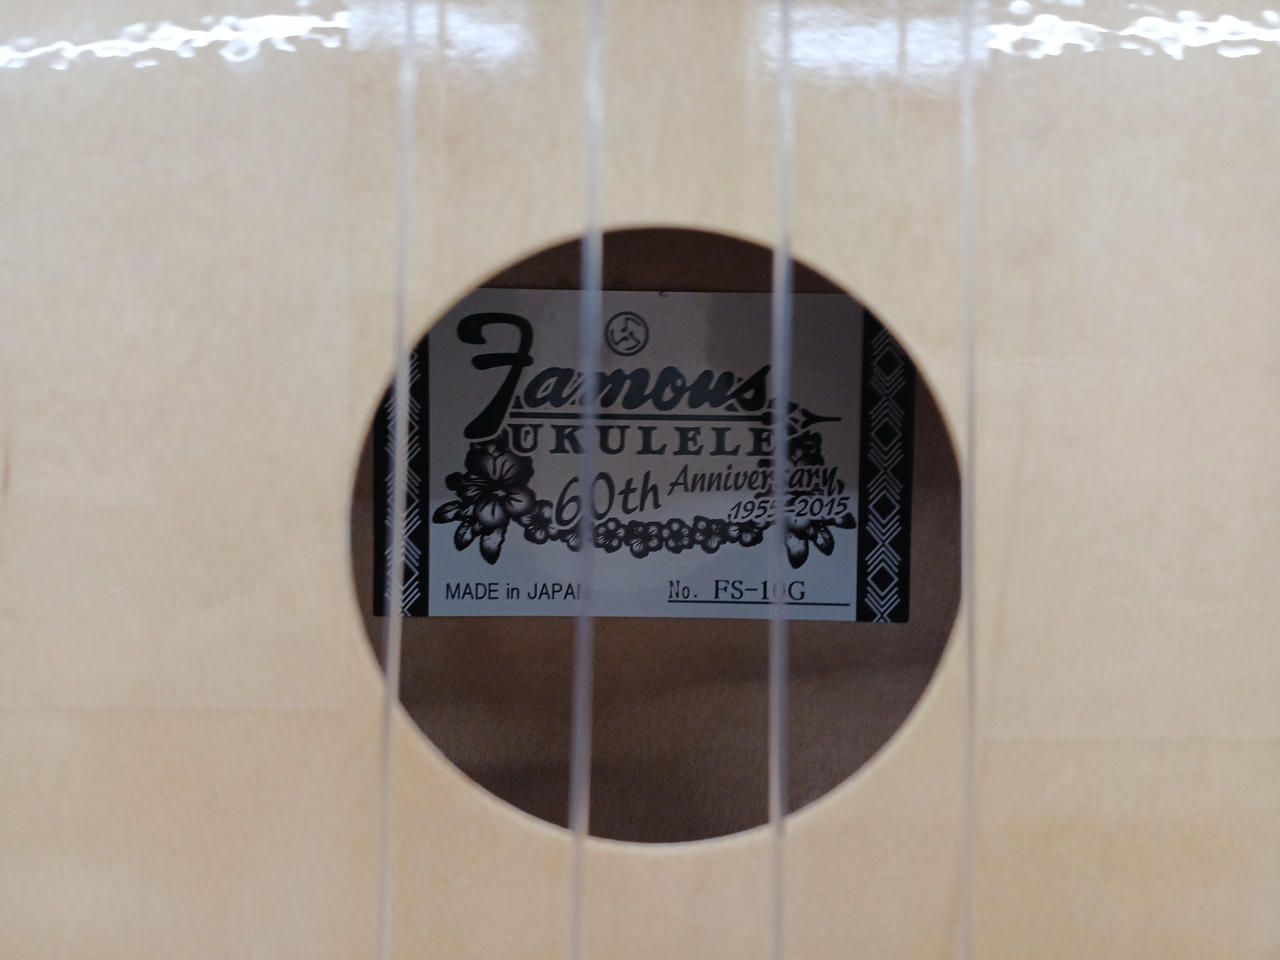 Famous
UKULELE
60th Anniversary
1955-2015
MADE in JAPAN
No. FS-10G